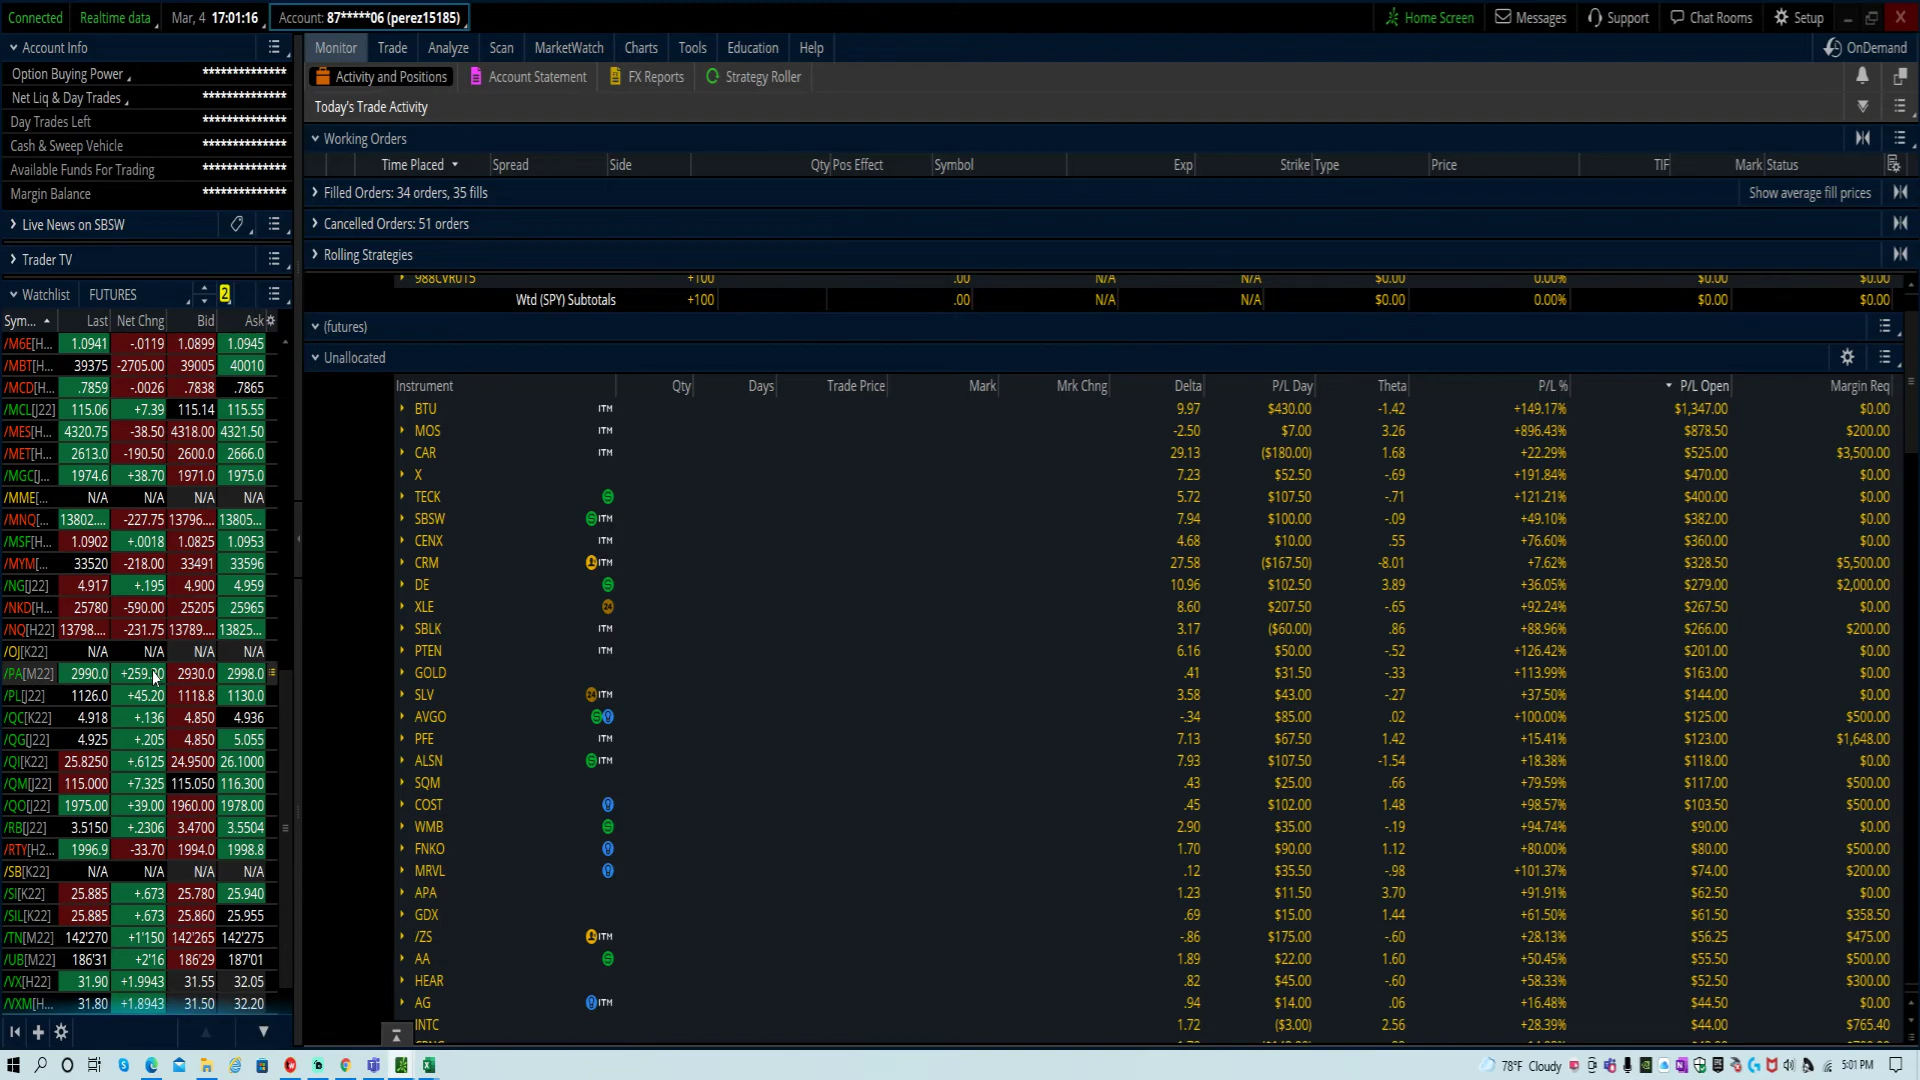 Connected Realtime data Mar, 4 17:01:16 Account: 87*****06 (perez15185) Home Screen Messages Support Chat Rooms Setup
Account Info
Option Buying Power **************
Net Liq & Day Trades **************
Day Trades Left **************
Cash & Sweep Vehicle **************
Available Funds For Trading **************
Margin Balance **************
Live News on SBSW
Trader TV
Watchlist FUTURES 2
Sym... Last Net Chng Bid Ask
/M6E[H... 1.0941 -.0119 1.0899 1.0945
/MBT[H... 39375 -2705.00 39005 40010
/MCD[H... .7859 -.0026 .7838 .7865
/MCL[J22] 115.06 +7.39 115.14 115.55
/MES[H... 4320.75 -38.50 4318.00 4321.50
/MET[H... 2613.0 -190.50 2600.0 2666.0
/MGC[J... 1974.6 +38.70 1971.0 1975.0
/MME[... N/A N/A N/A N/A
/MNQ[... 13802.... -227.75 13796.... 13805...
/MSF[H... 1.0902 +.0018 1.0825 1.0953
/MYM[... 33520 -218.00 33491 33596
/NG[J22] 4.917 +.195 4.900 4.959
/NKD[H... 25780 -590.00 25205 25965
/NQ[H22] 13798.... -231.75 13789.... 13825...
/OJ[K22] N/A N/A N/A N/A
/PA[M22] 2990.0 2930.0 2998.0
/PL[J22] 1126.0 +45.20 1118.8 1130.0
/QC[K22] 4.918 +.136 4.850 4.936
/QG[J22] 4.925 +.205 4.850 5.055
/QI[K22] 25.8250 +.6125 24.9500 26.1000
/QM[J22] 115.000 +7.325 115.050 116.300
/QO[J22] 1975.00 +39.00 1960.00 1978.00
/RB[J22] 3.5150 +.2306 3.4700 3.5504
/RTY[H2... 1996.9 -33.70 1994.0 1998.8
/SB[K22] N/A N/A N/A N/A
/SI[K22] 25.885 +.673 25.780 25.940
/SIL[K22] 25.885 +.673 25.860 25.955
/TN[M22] 142'270 +1'150 142'265 142'275
/UB[M22] 186'31 +2'16 186'29 187'01
/VX[H22] 31.90 +1.9943 31.55 32.05
/VXM[H... 31.80 +1.8943 31.50 32.20
Monitor Trade Analyze Scan MarketWatch Charts Tools Education Help OnDemand
Activity and Positions Account Statement FX Reports Strategy Roller
Today's Trade Activity
Working Orders
Time Placed Spread Side Qty Pos Effect Symbol Exp Strike Type Price TIF Mark Status
Filled Orders: 34 orders, 35 fills Show average fill prices
Cancelled Orders: 51 orders
Rolling Strategies
988CVR015 +100 .00 N/A N/A $0.00 0.00% $0.00 $0.00
Wtd (SPY) Subtotals +100 .00 N/A N/A $0.00 0.00% $0.00 $0.00
(futures)
Unallocated
Instrument Qty Days Trade Price Mark Mrk Chng Delta P/L Day Theta P/L % P/L Open Margin Req
BTU ITM 9.97 $430.00 -1.42 +149.17% $1,347.00 $0.00
MOS ITM -2.50 $7.00 3.26 +896.43% $878.50 $200.00
CAR ITM 29.13 ($180.00) 1.68 +22.29% $525.00 $3,500.00
X ITM 7.23 $52.50 -.69 +191.84% $470.00 $0.00
TECK S 5.72 $107.50 -.71 +121.21% $400.00 $0.00
SBSW S ITM 7.94 $100.00 -.09 +49.10% $382.00 $0.00
CENX ITM 4.68 $10.00 .55 +76.60% $360.00 $0.00
CRM ITM 27.58 ($167.50) -8.01 +7.62% $328.50 $5,500.00
DE S 10.96 $102.50 3.89 +36.05% $279.00 $2,000.00
XLE 24 8.60 $207.50 -.65 +92.24% $267.50 $0.00
SBLK ITM 3.17 ($60.00) .86 +88.96% $266.00 $200.00
PTEN ITM 6.16 $50.00 -.52 +126.42% $201.00 $0.00
GOLD .41 $31.50 -.33 +113.99% $163.00 $0.00
SLV 24 ITM 3.58 $43.00 -.27 +37.50% $144.00 $0.00
AVGO S -.34 $85.00 .02 +100.00% $125.00 $500.00
PFE ITM 7.13 $67.50 1.42 +15.41% $123.00 $1,648.00
ALSN S ITM 7.93 $107.50 -1.54 +18.38% $118.00 $0.00
SQM .43 $25.00 .66 +79.59% $117.00 $500.00
COST .45 $102.00 1.48 +98.57% $103.50 $500.00
WMB S 2.90 $35.00 -.19 +94.74% $90.00 $0.00
FNKO 1.70 $90.00 1.12 +80.00% $80.00 $500.00
MRVL .12 $35.50 -.98 +101.37% $74.00 $200.00
APA 1.23 $11.50 3.70 +91.91% $62.50 $0.00
GDX .69 $15.00 1.44 +61.50% $61.50 $358.50
/ZS ITM -.86 $175.00 -.60 +28.13% $56.25 $475.00
AA S 1.89 $22.00 1.60 +50.45% $55.50 $500.00
HEAR .82 $45.00 -.60 +58.33% $52.50 $300.00
AG ITM .94 $14.00 .06 +16.48% $44.50 $0.00
INTC 1.72 ($3.00) 2.56 +28.39% $44.00 $765.40
78°F Cloudy 5:01 PM